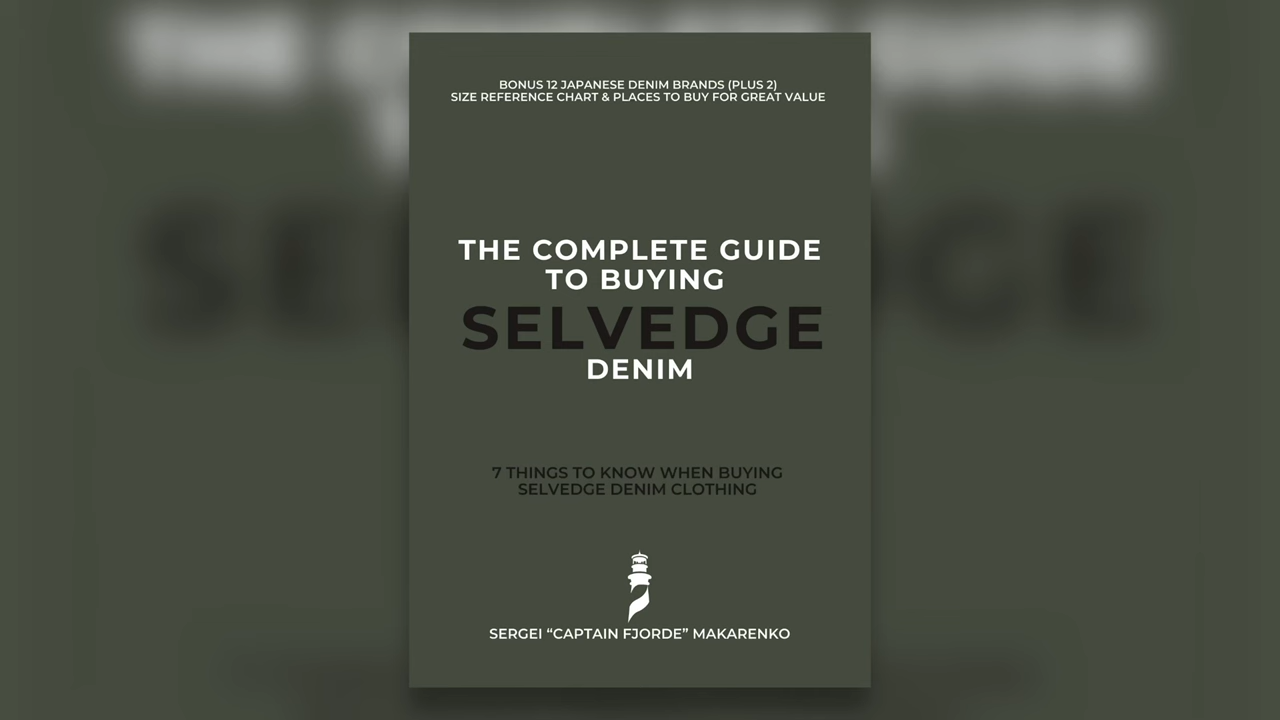 BONUS 12 JAPANESE DENIM BRANDS (PLUS 2)
SIZE REFERENCE CHART & PLACES TO BUY FOR GREAT VALUE
THE COMPLETE GUIDE
TO BUYING
SELVEDGE
DENIM
7 THINGS TO KNOW WHEN BUYING
SELVEDGE DENIM CLOTHING
SERGEI “CAPTAIN FJORDE” MAKARENKO